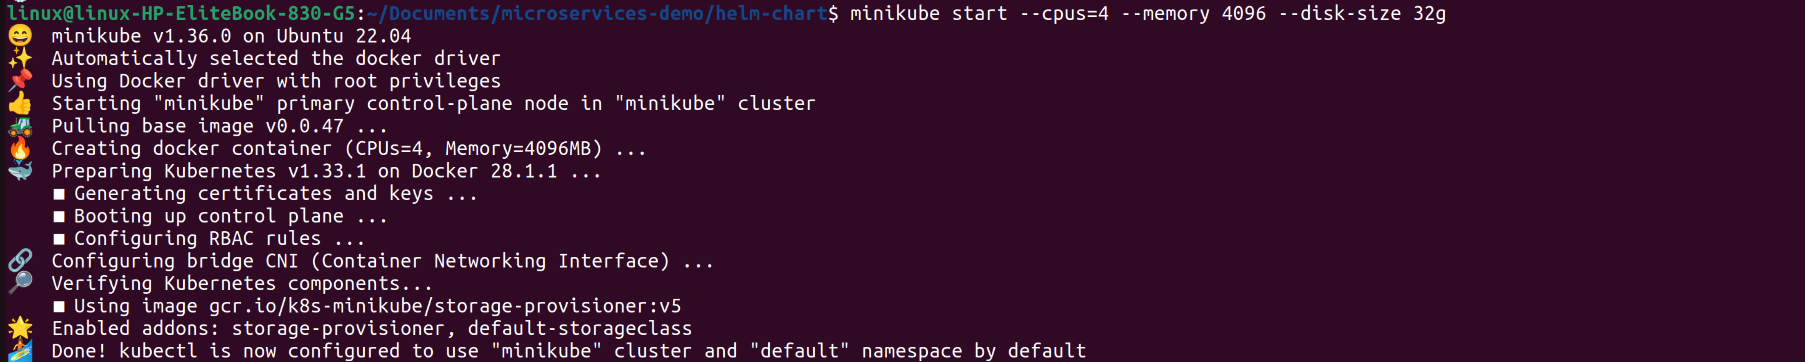 linux@linux-HP-EliteBook-830-G5:~/Documents/microservices-demo/helm-chart$ minikube start --cpus=4 --memory 4096 --disk-size 32g
😄 minikube v1.36.0 on Ubuntu 22.04
✨ Automatically selected the docker driver
📌 Using Docker driver with root privileges
👍 Starting "minikube" primary control-plane node in "minikube" cluster
🚜 Pulling base image v0.0.47 ...
🔥 Creating docker container (CPUs=4, Memory=4096MB) ...
🐳 Preparing Kubernetes v1.33.1 on Docker 28.1.1 ...
■ Generating certificates and keys ...
■ Booting up control plane ...
■ Configuring RBAC rules ...
🔗 Configuring bridge CNI (Container Networking Interface) ...
🔎 Verifying Kubernetes components...
■ Using image gcr.io/k8s-minikube/storage-provisioner:v5
🌟 Enabled addons: storage-provisioner, default-storageclass
🏄 Done! kubectl is now configured to use "minikube" cluster and "default" namespace by default